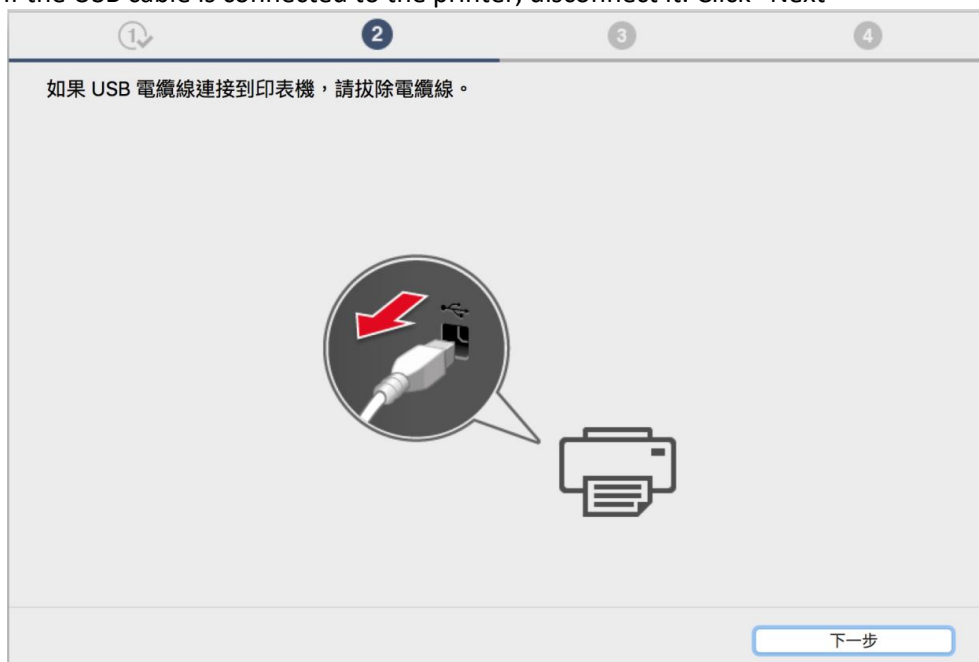 If the USB cable is connected to the printer, disconnect it. Click "Next"
1 2 3 4
如果 USB 電纜線連接到印表機，請拔除電纜線。
下一步